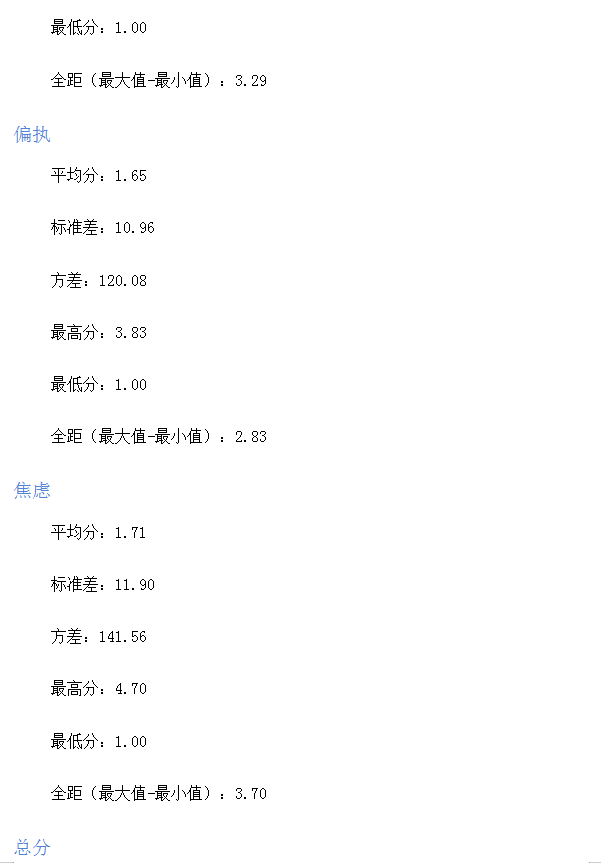 最低分：1.00
全距（最大值-最小值）：3.29
偏执
平均分：1.65
标准差：10.96
方差：120.08
最高分：3.83
最低分：1.00
全距（最大值-最小值）：2.83
焦虑
平均分：1.71
标准差：11.90
方差：141.56
最高分：4.70
最低分：1.00
全距（最大值-最小值）：3.70
总分